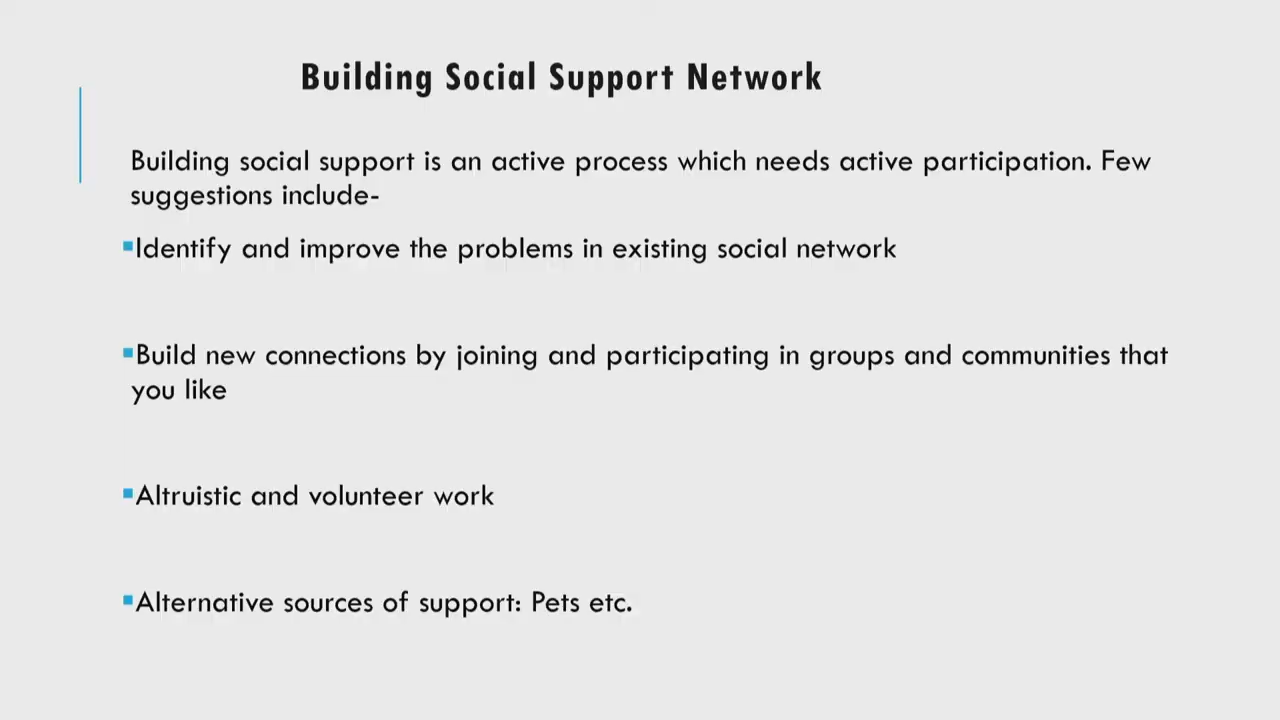 Building Social Support Network
Building social support is an active process which needs active participation. Few
suggestions include-
▪Identify and improve the problems in existing social network
▪Build new connections by joining and participating in groups and communities that
you like
▪Altruistic and volunteer work
▪Alternative sources of support: Pets etc.